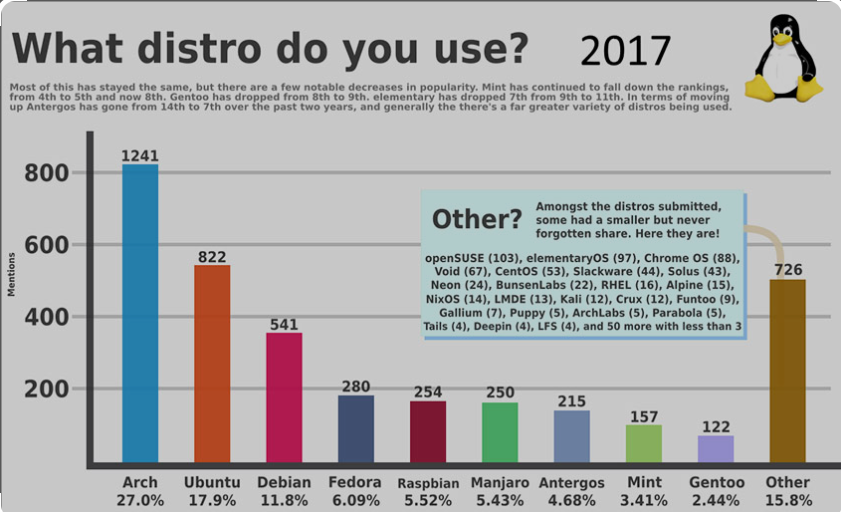 What distro do you use? 2017
Most of this has stayed the same, but there are a few notable decreases in popularity. Mint has continued to fall down the rankings,
from 4th to 5th and now 8th. Gentoo has dropped from 8th to 9th. elementary has dropped 7th from 9th to 11th. In terms of moving
up Antergos has gone from 14th to 7th over the past two years, and generally the there's a far greater variety of distros being used.
Mentions
800
600
400
200
1241
822
541
280
254
250
215
157
122
726
Other?
Amongst the distros submitted,
some had a smaller but never
forgotten share. Here they are!
openSUSE (103), elementaryOS (97), Chrome OS (88),
Void (67), CentOS (53), Slackware (44), Solus (43),
Neon (24), BunsenLabs (22), RHEL (16), Alpine (15),
NixOS (14), LMDE (13), Kali (12), Crux (12), Funtoo (9),
Gallium (7), Puppy (5), ArchLabs (5), Parabola (5),
Tails (4), Deepin (4), LFS (4), and 50 more with less than 3
Arch Ubuntu Debian Fedora Raspbian Manjaro Antergos Mint Gentoo Other
27.0% 17.9% 11.8% 6.09% 5.52% 5.43% 4.68% 3.41% 2.44% 15.8%